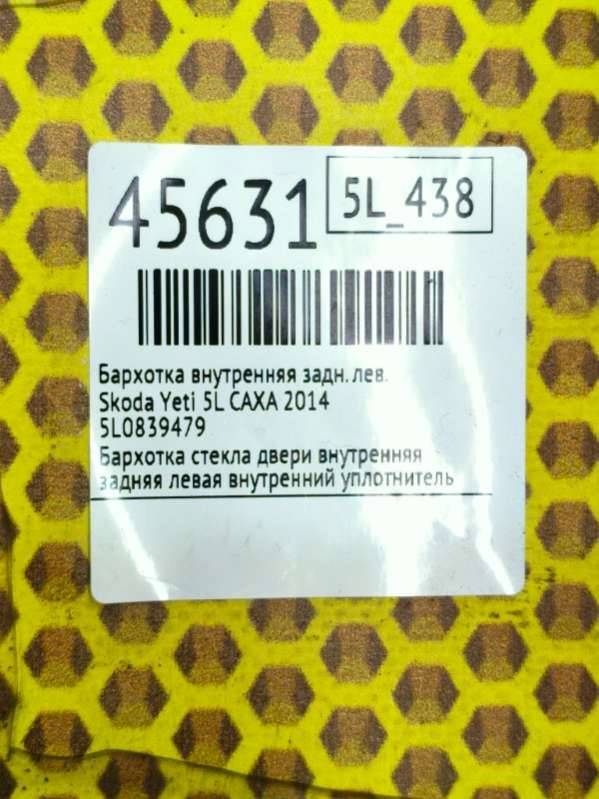 45631
5L_438
Бархотка внутренняя задн.лев.
Skoda Yeti 5L CAXA 2014
5L0839479
Бархотка стекла двери внутренняя
задняя левая внутренний уплотнитель